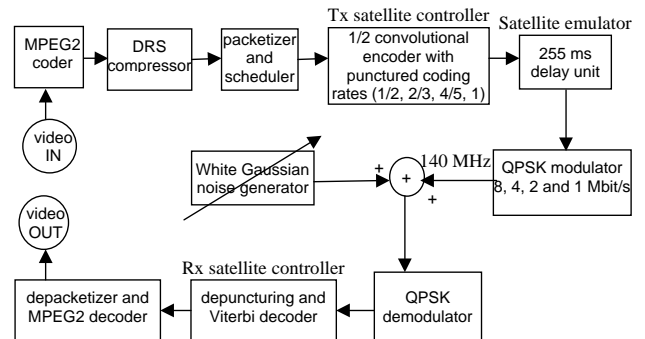 Tx satellite controller
Satellite emulator
MPEG2
coder
DRS
compressor
packetizer
and
scheduler
1/2 convolutional
encoder with
punctured coding
rates (1/2, 2/3, 4/5, 1)
255 ms
delay unit
video
IN
White Gaussian
noise generator
+
+
+
140 MHz
QPSK modulator
8, 4, 2 and 1 Mbit/s
video
OUT
Rx satellite controller
depacketizer and
MPEG2 decoder
depuncturing and
Viterbi decoder
QPSK
demodulator